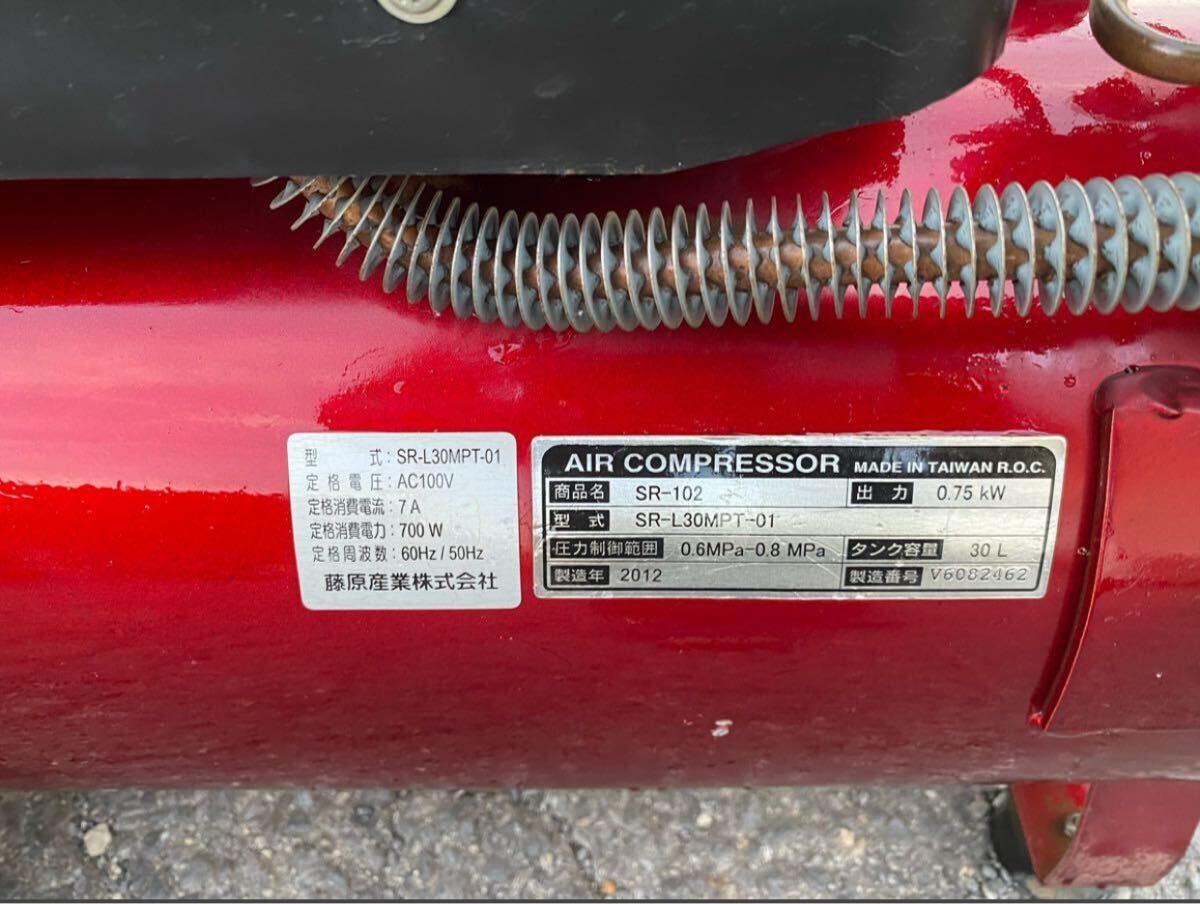 型 式 : SR-L30MPT-01
定格電圧 : AC100V
定格消費電流 : 7A
定格消費電力 : 700W
定格周波数 : 60Hz / 50Hz
藤原産業株式会社
AIR COMPRESSOR MADE IN TAIWAN R.O.C.
商品名 SR-102 出 力 0.75 kW
型 式 SR-L30MPT-01
圧力制御範囲 0.6MPa-0.8 MPa タンク容量 30 L
製造年 2012 製造番号 V6082462